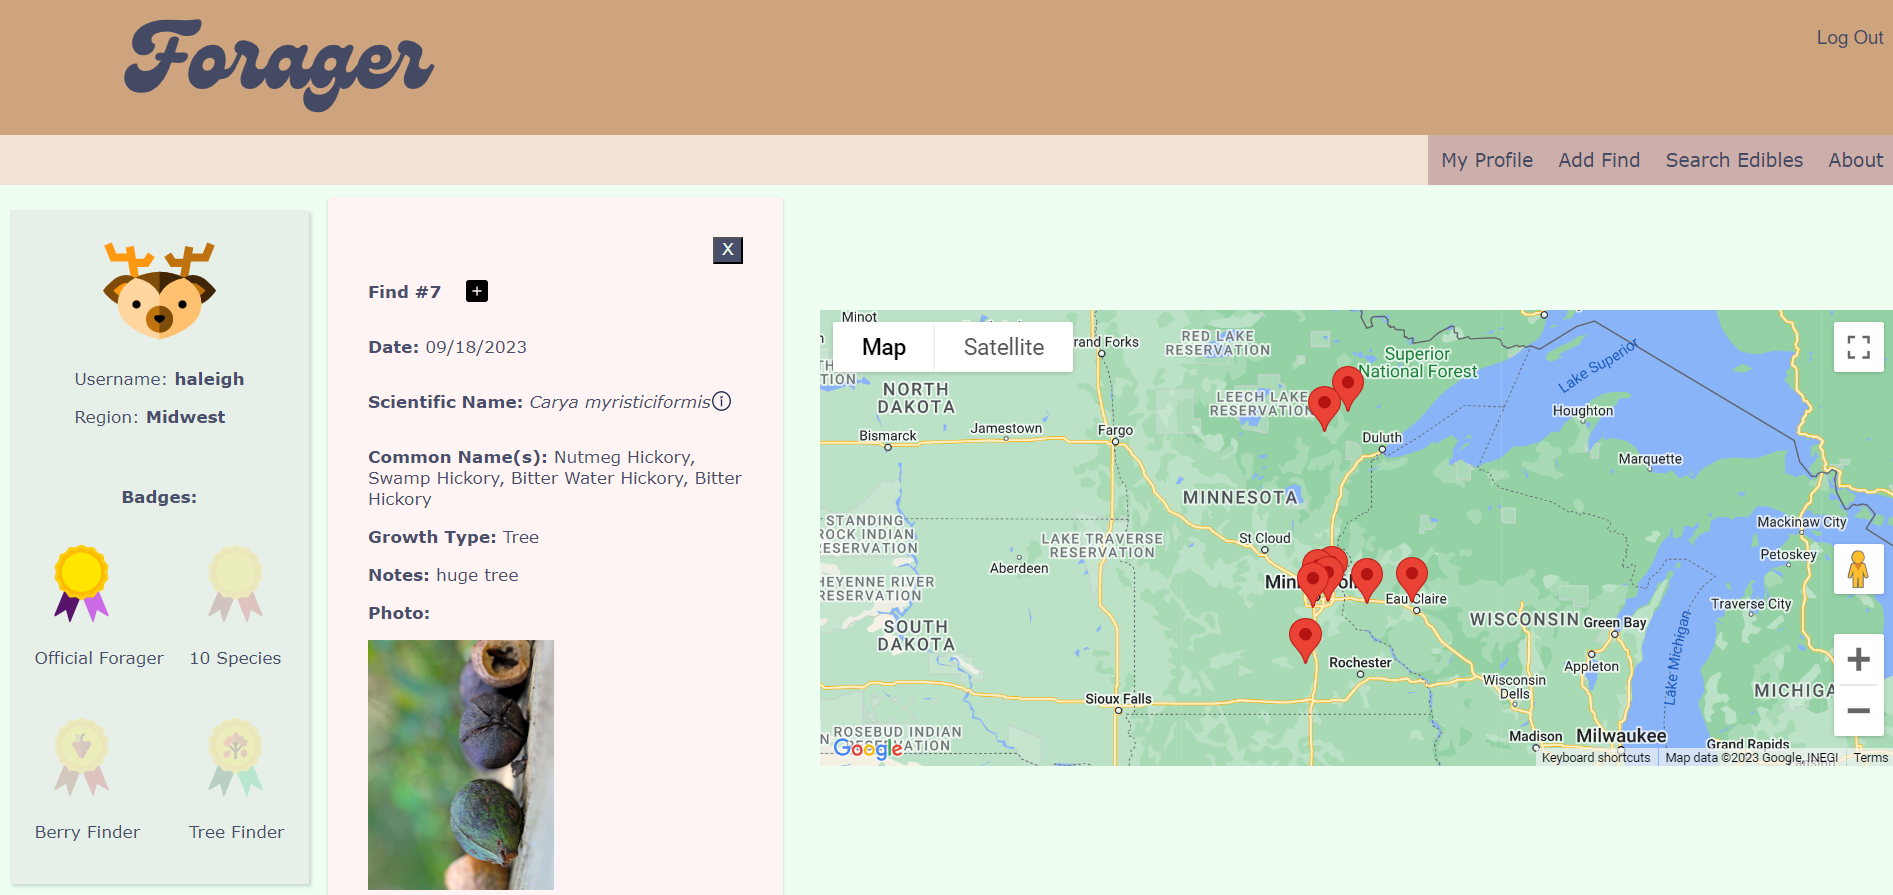 Forager
Log Out
My Profile
Add Find
Search Edibles
About
Username: haleigh
Region: Midwest
Badges:
Official Forager
10 Species
Berry Finder
Tree Finder
X
Find #7
+
Date: 09/18/2023
Scientific Name: Carya myristiciformis
Common Name(s): Nutmeg Hickory,
Swamp Hickory, Bitter Water Hickory, Bitter
Hickory
Growth Type: Tree
Notes: huge tree
Photo:
Minot
Map
Satellite
rand Forks
RED LAKE
RESERVATION
Superior
National Forest
Lake Superior
NORTH
DAKOTA
LEECH LAKE
RESERVATION
Houghton
Bismarck
Jamestown
Fargo
Duluth
Marquette
MINNESOTA
STANDING
ROCK INDIAN
RESERVATION
LAKE TRAVERSE
RESERVATION
St Cloud
Mackinaw City
Petoskey
Aberdeen
HEYENNE RIVER
RESERVATION
Eau Claire
Traverse City
WISCONSIN
Green Bay
SOUTH
DAKOTA
Lake Michigan
Rochester
Appleton
Wisconsin
Dells
MICHIGA
Sioux Falls
ROSEBUD INDIAN
Google
Madison
Milwaukee
Grand Rapids
Keyboard shortcuts
Map data ©2023 Google, INEGI
Terms